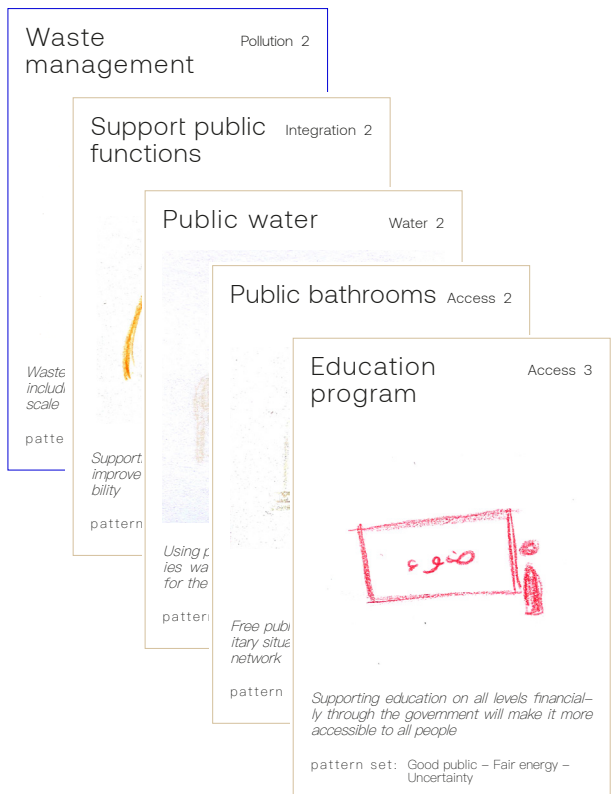 Waste
management
Pollution 2
Waste
includi
scale
patte
Support public
functions
Integration 2
Support.
improve
bility
pattern
Public water
Water 2
Using p
ies wa
for the
pattern
Public bathrooms
Access 2
Free publ
itary situa
network
pattern
Education
program
Access 3
ضوء
Supporting education on all levels financial–
ly through the government will make it more
accessible to all people
pattern set: Good public – Fair energy –
Uncertainty